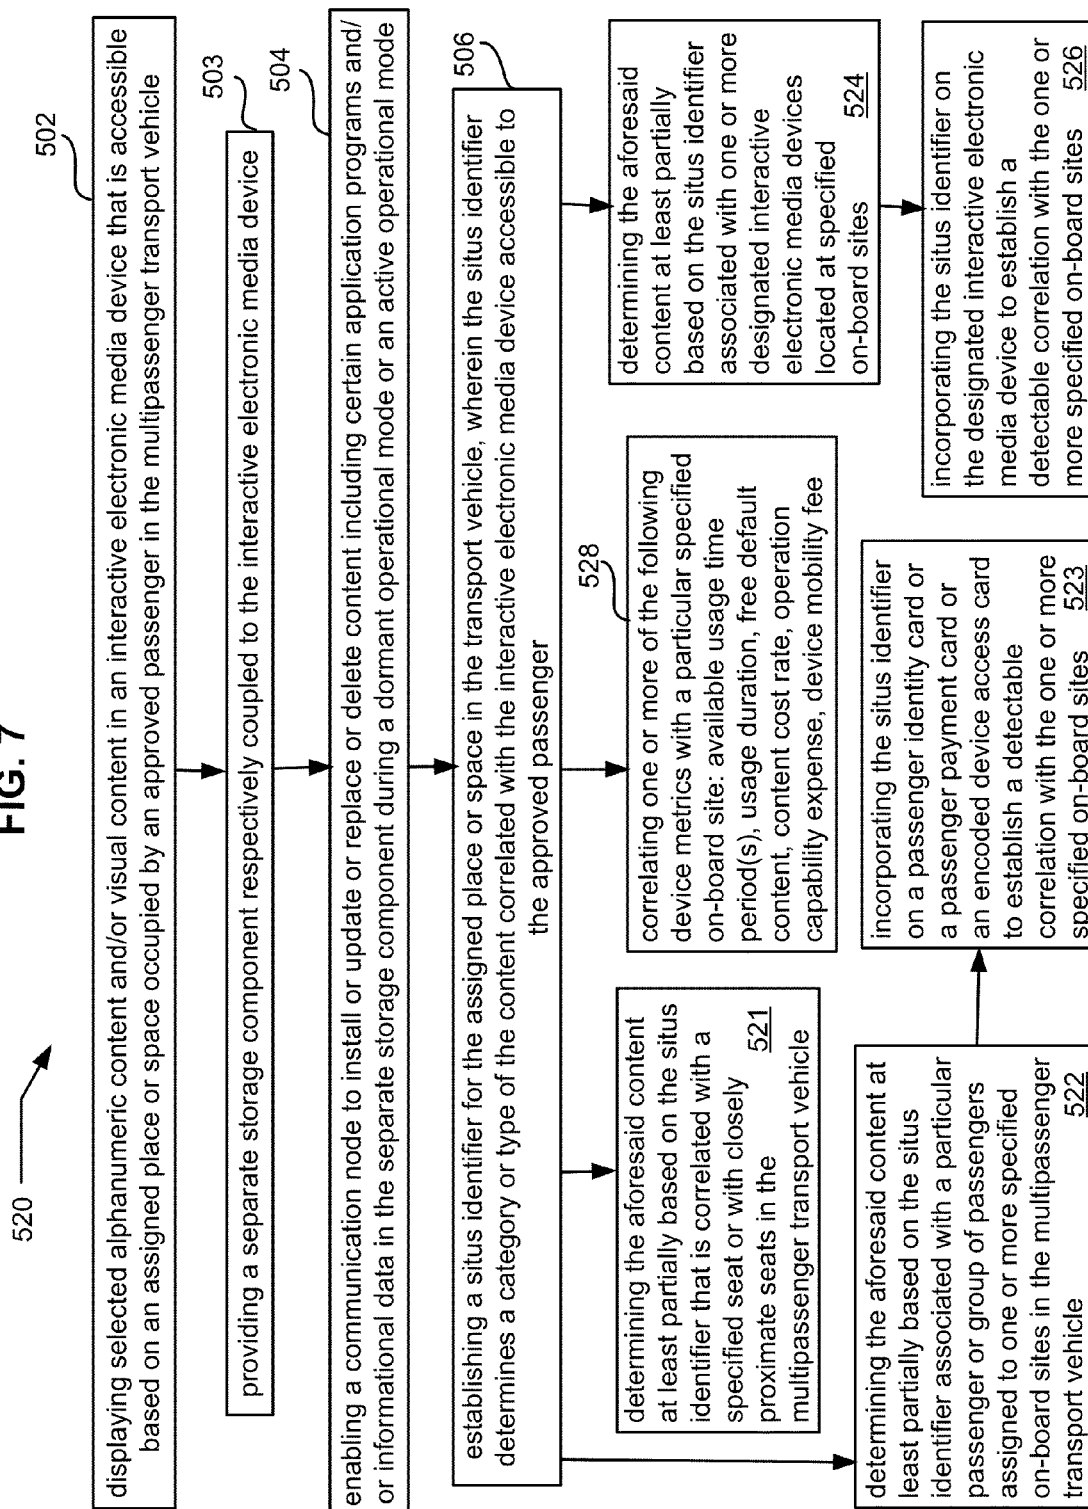 FIG. 7
520
502
displaying selected alphanumeric content and/or visual content in an interactive electronic media device that is accessible
based on an assigned place or space occupied by an approved passenger in the multipassenger transport vehicle
503
providing a separate storage component respectively coupled to the interactive electronic media device
504
enabling a communication node to install or update or replace or delete content including certain application programs and/
or informational data in the separate storage component during a dormant operational mode or an active operational mode
506
establishing a situs identifier for the assigned place or space in the transport vehicle, wherein the situs identifier
determines a category or type of the content correlated with the interactive electronic media device accessible to
the approved passenger
determining the aforesaid content
at least partially based on the situs
identifier that is correlated with a
specified seat or with closely
proximate seats in the 521
multipassenger transport vehicle
528
correlating one or more of the following
device metrics with a particular specified
on-board site: available usage time
period(s), usage duration, free default
content, content cost rate, operation
capability expense, device mobility fee
determining the aforesaid
content at least partially
based on the situs identifier
associated with one or more
designated interactive
electronic media devices
located at specified
on-board sites 524
determining the aforesaid content at
least partially based on the situs
identifier associated with a particular
passenger or group of passengers
assigned to one or more specified
on-board sites in the multipassenger
transport vehicle 522
incorporating the situs identifier
on a passenger identity card or
a passenger payment card or
an encoded device access card
to establish a detectable
correlation with the one or more
specified on-board sites 523
incorporating the situs identifier on
the designated interactive electronic
media device to establish a
detectable correlation with the one or
more specified on-board sites 526